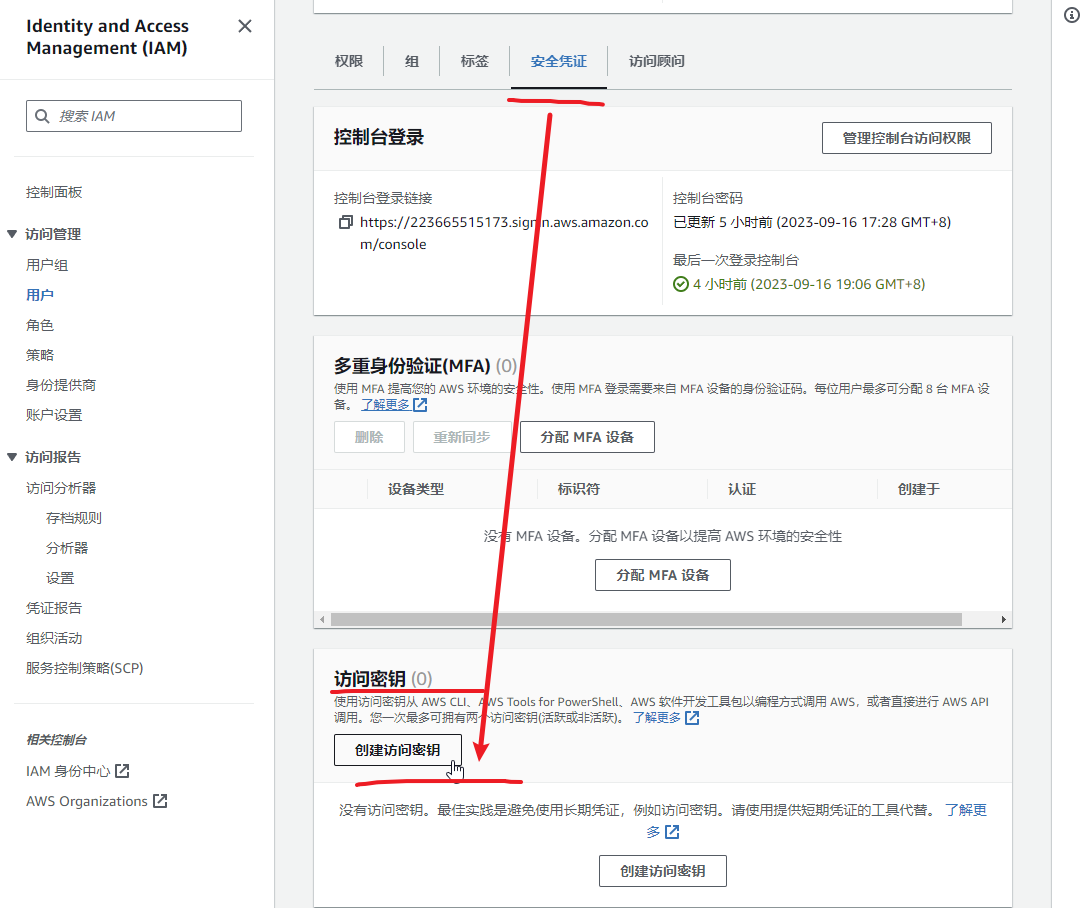 Identity and Access
Management (IAM)
搜索 IAM
控制面板
访问管理
用户组
用户
角色
策略
身份提供商
账户设置
访问报告
访问分析器
存档规则
分析器
设置
凭证报告
组织活动
服务控制策略(SCP)
相关控制台
IAM 身份中心
AWS Organizations
权限
组
标签
安全凭证
访问顾问
控制台登录
管理控制台访问权限
控制台登录链接
https://223665515173.signin.aws.amazon.co
m/console
控制台密码
已更新 5 小时前 (2023-09-16 17:28 GMT+8)
最后一次登录控制台
4 小时前 (2023-09-16 19:06 GMT+8)
多重身份验证(MFA) (0)
使用 MFA 提高您的 AWS 环境的安全性。使用 MFA 登录需要来自 MFA 设备的身份验证码。每位用户最多可分配 8 台 MFA 设
备。 了解更多
删除
重新同步
分配 MFA 设备
设备类型
标识符
认证
创建于
没有 MFA 设备。分配 MFA 设备以提高 AWS 环境的安全性
分配 MFA 设备
访问密钥 (0)
使用访问密钥从 AWS CLI、AWS Tools for PowerShell、AWS 软件开发工具包以编程方式调用 AWS，或者直接进行 AWS API
调用。您一次最多可拥有两个访问密钥(活跃或非活跃)。 了解更多
创建访问密钥
没有访问密钥。最佳实践是避免使用长期凭证，例如访问密钥。请使用提供短期凭证的工具代替。 了解更
多
创建访问密钥